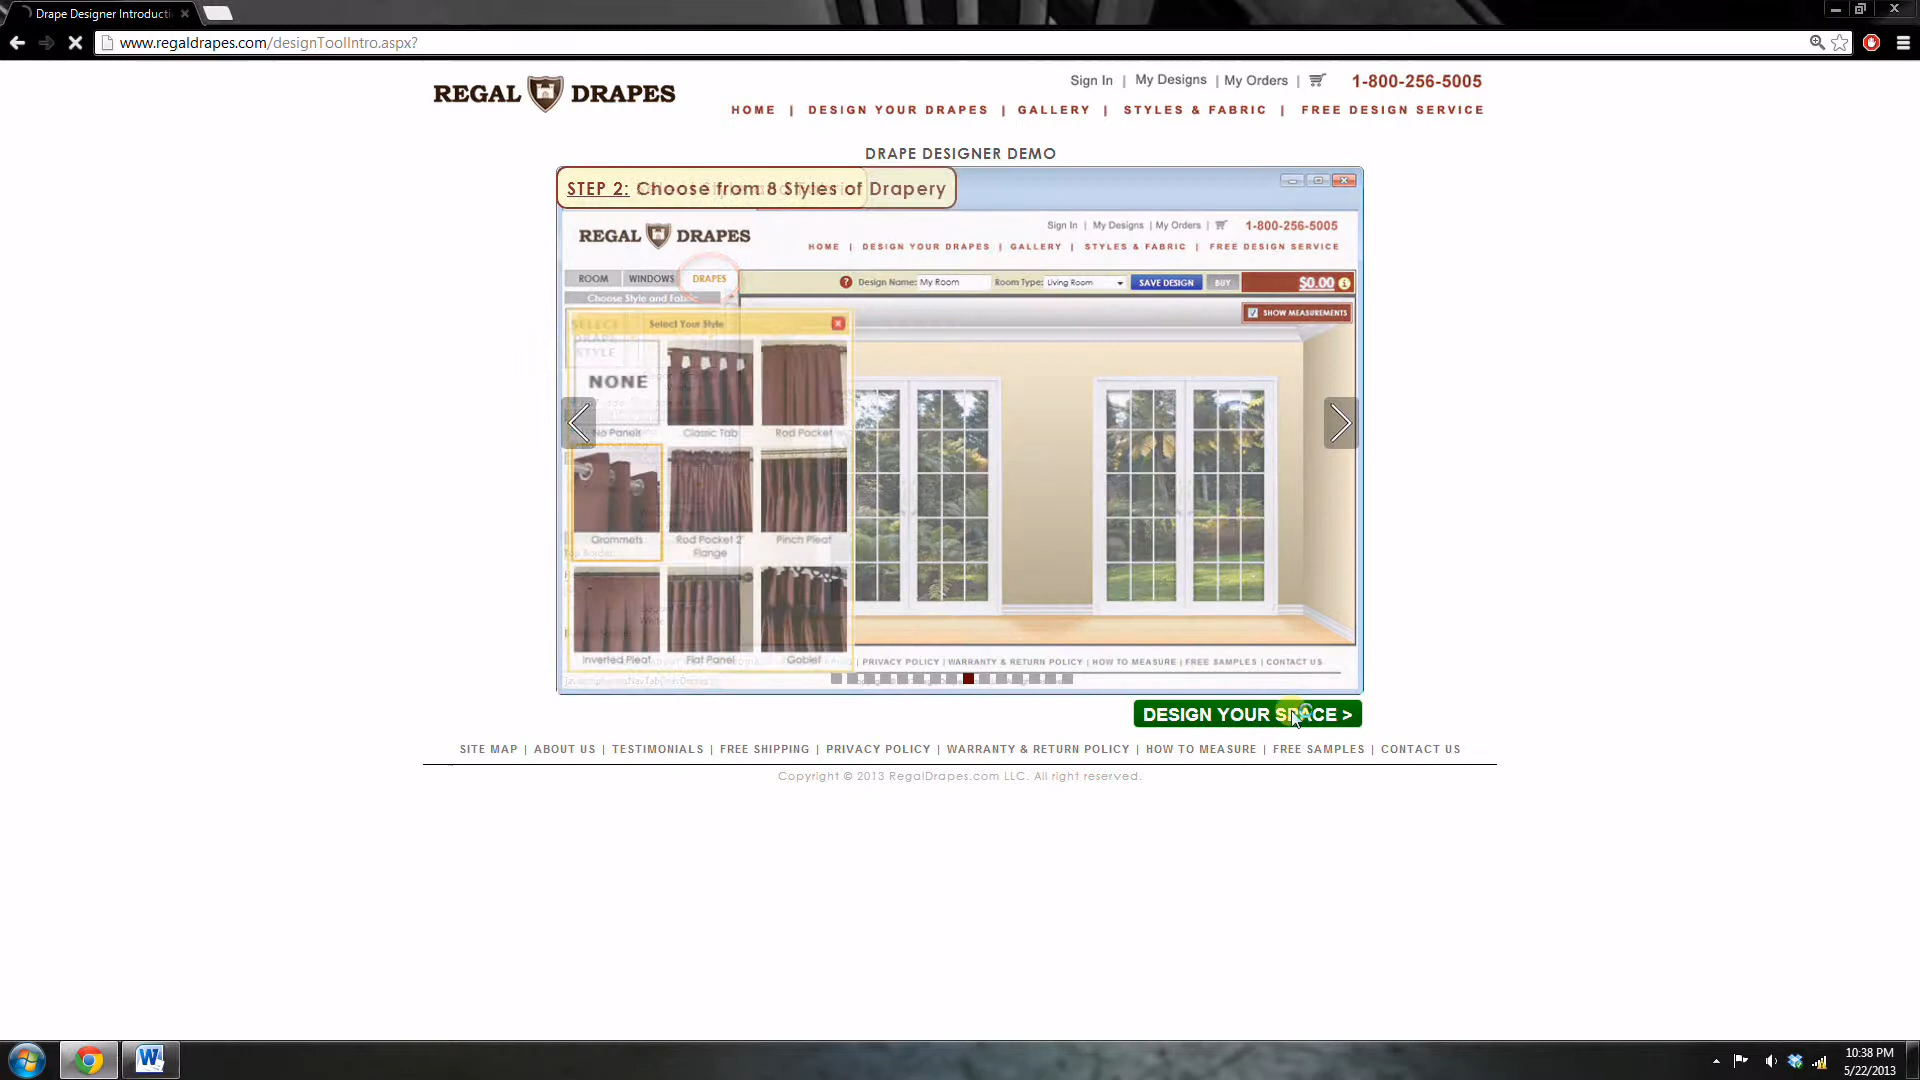 Drape Designer Introducti
www.regaldrapes.com/designToolIntro.aspx?
REGAL DRAPES
Sign In | My Designs | My Orders | 1-800-256-5005
HOME | DESIGN YOUR DRAPES | GALLERY | STYLES & FABRIC | FREE DESIGN SERVICE
DRAPE DESIGNER DEMO
STEP 2: Choose from 8 Styles of Drapery
REGAL DRAPES
Sign In | My Designs | My Orders | 1-800-256-5005
HOME | DESIGN YOUR DRAPES | GALLERY | STYLES & FABRIC | FREE DESIGN SERVICE
ROOM WINDOWS DRAPES
? Design Name: My Room Room Type: Living Room SAVE DESIGN BUY $0.00 i
Choose Style and Fabric
SHOW MEASUREMENTS
SELECT DRAPE STYLE
Select Your Style
NONE
No Panels Classic Tab Rod Pocket
Grommets Rod Pocket 2" Flange Pinch Pleat
Top Border:
Inverted Pleat Flat Panel Goblet
PRIVACY POLICY | WARRANTY & RETURN POLICY | HOW TO MEASURE | FREE SAMPLES | CONTACT US
DESIGN YOUR SPACE >
SITE MAP | ABOUT US | TESTIMONIALS | FREE SHIPPING | PRIVACY POLICY | WARRANTY & RETURN POLICY | HOW TO MEASURE | FREE SAMPLES | CONTACT US
Copyright © 2013 RegalDrapes.com LLC. All right reserved.
10:38 PM
5/22/2013